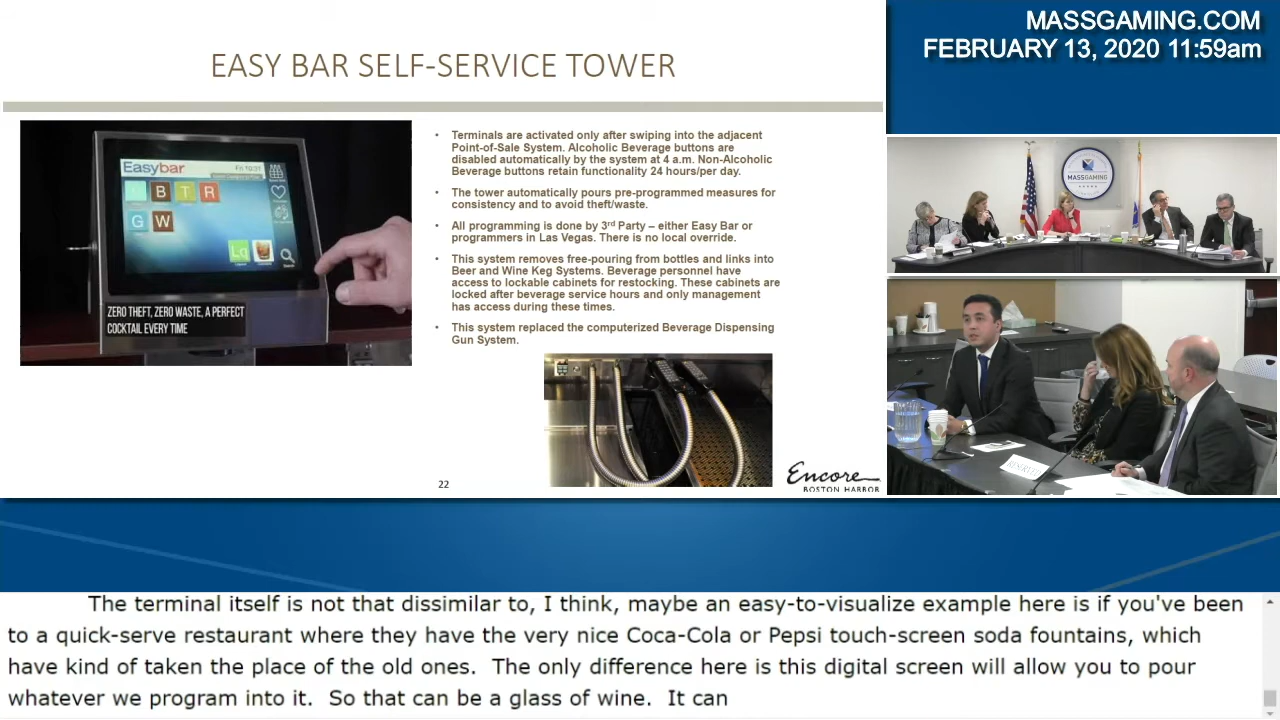 MASSGAMING.COM
FEBRUARY 13, 2020 11:59am
EASY BAR SELF-SERVICE TOWER
Easybar
B T R
G W
Lq
ZERO THEFT, ZERO WASTE, A PERFECT
COCKTAIL EVERY TIME
• Terminals are activated only after swiping into the adjacent
Point-of-Sale System. Alcoholic Beverage buttons are
disabled automatically by the system at 4 a.m. Non-Alcoholic
Beverage buttons retain functionality 24 hours/per day.
• The tower automatically pours pre-programmed measures for
consistency and to avoid theft/waste.
• All programming is done by 3rd Party – either Easy Bar or
programmers in Las Vegas. There is no local override.
• This system removes free-pouring from bottles and links into
Beer and Wine Keg Systems. Beverage personnel have
access to lockable cabinets for restocking. These cabinets are
locked after beverage service hours and only management
has access during these times.
• This system replaced the computerized Beverage Dispensing
Gun System.
22
Encore
BOSTON HARBOR
MASSGAMING
RESERVED
The terminal itself is not that dissimilar to, I think, maybe an easy-to-visualize example here is if you've been
to a quick-serve restaurant where they have the very nice Coca-Cola or Pepsi touch-screen soda fountains, which
have kind of taken the place of the old ones. The only difference here is this digital screen will allow you to pour
whatever we program into it. So that can be a glass of wine. It can